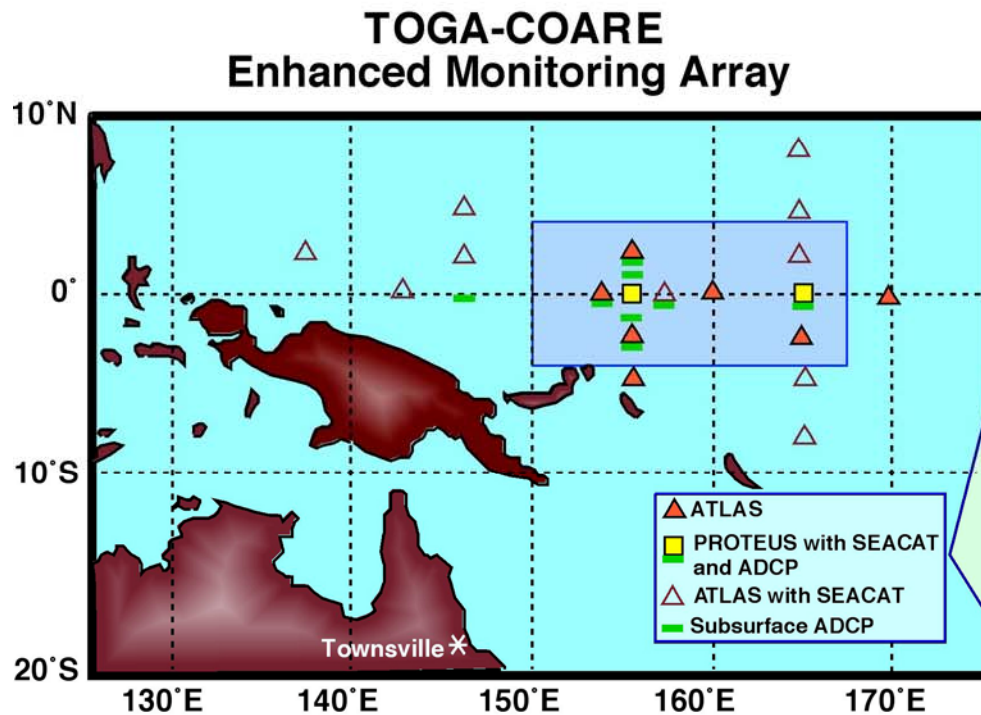 TOGA-COARE
Enhanced Monitoring Array
10˚N
0˚
10˚S
20˚S
130˚E
140˚E
150˚E
160˚E
170˚E
Townsville
ATLAS
PROTEUS with SEACAT
and ADCP
ATLAS with SEACAT
Subsurface ADCP